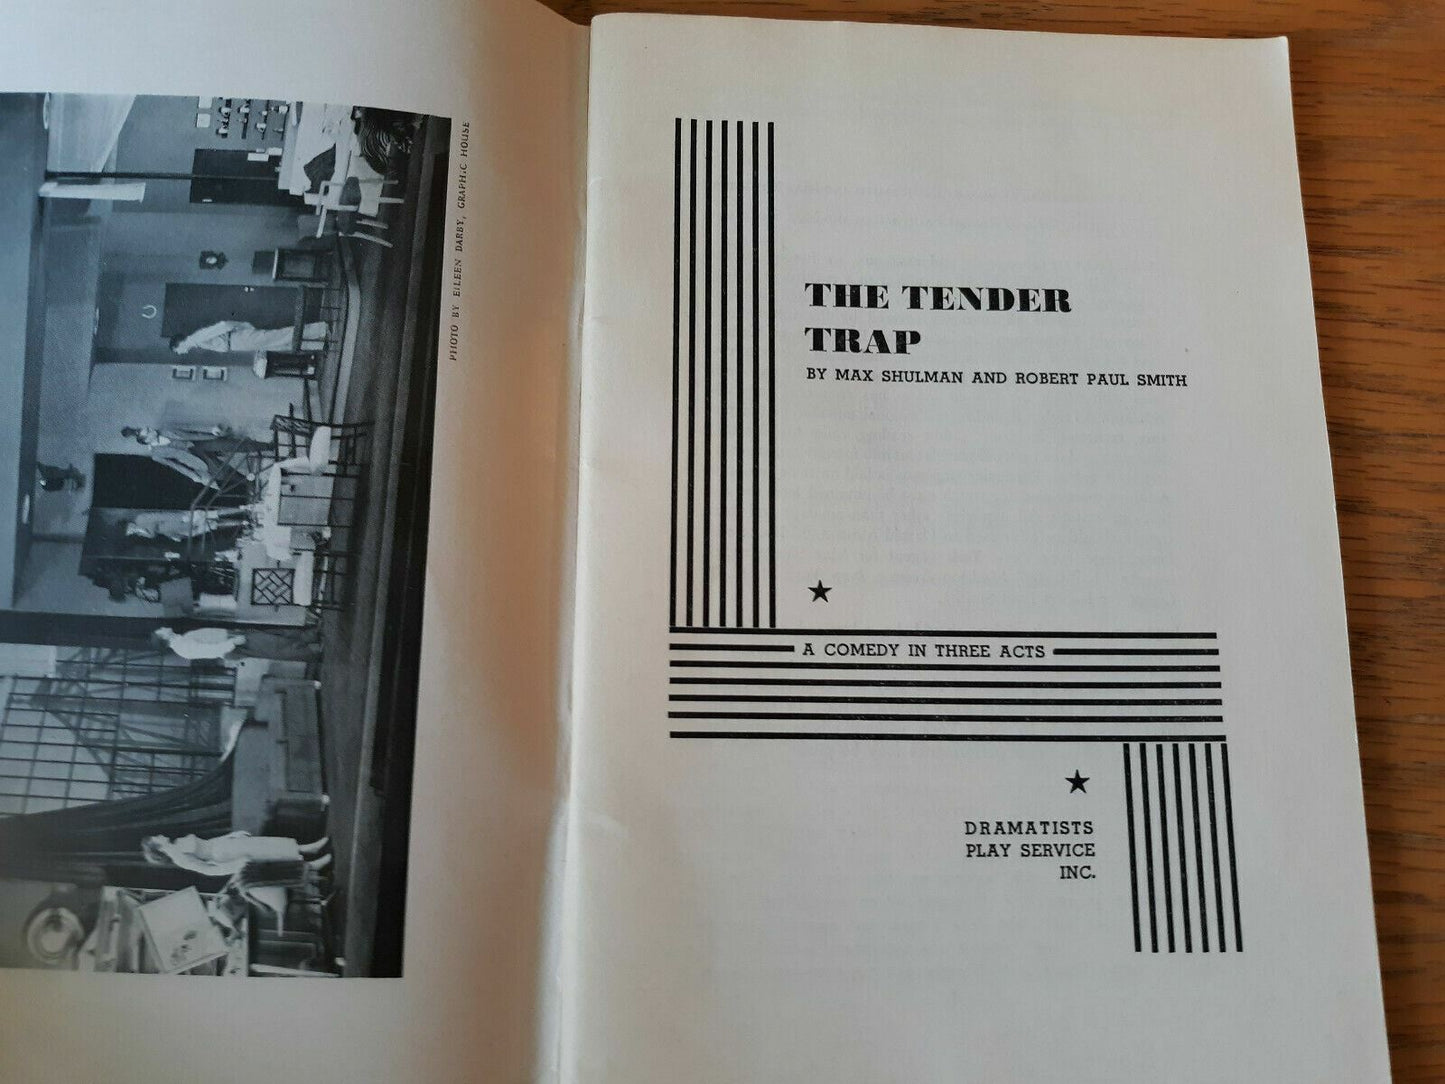 PHOTO BY EILEEN DARBY, GRAPHIC HOUSE
THE TENDER
TRAP
BY MAX SHULMAN AND ROBERT PAUL SMITH
A COMEDY IN THREE ACTS
DRAMATISTS
PLAY SERVICE
INC.